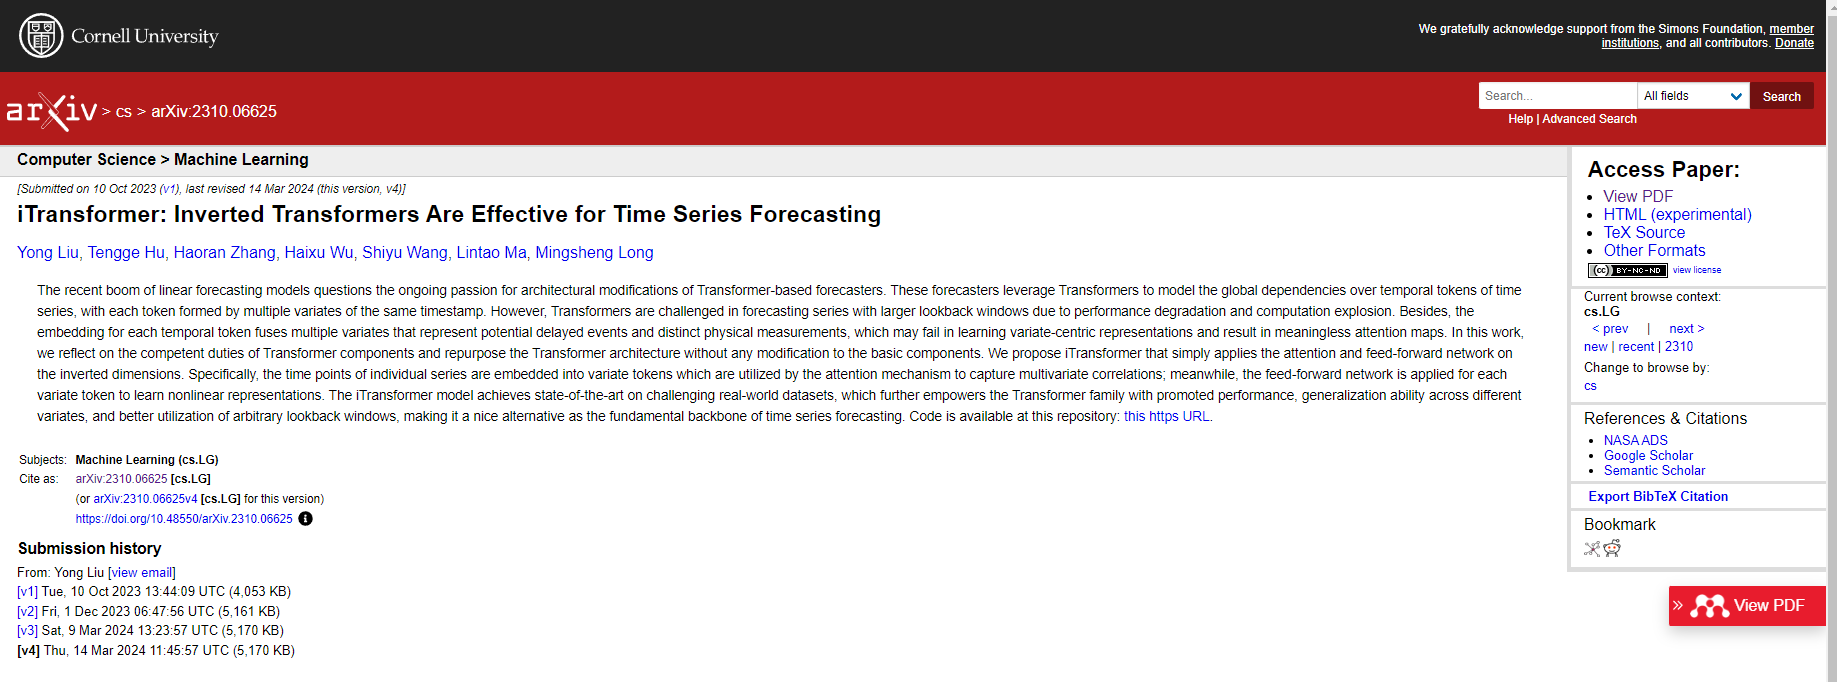 Cornell University
We gratefully acknowledge support from the Simons Foundation, member
institutions, and all contributors. Donate
arXiv > cs > arXiv:2310.06625
Search...
All fields
Search
Help | Advanced Search
Computer Science > Machine Learning
[Submitted on 10 Oct 2023 (v1), last revised 14 Mar 2024 (this version, v4)]
iTransformer: Inverted Transformers Are Effective for Time Series Forecasting
Yong Liu, Tengge Hu, Haoran Zhang, Haixu Wu, Shiyu Wang, Lintao Ma, Mingsheng Long
The recent boom of linear forecasting models questions the ongoing passion for architectural modifications of Transformer-based forecasters. These forecasters leverage Transformers to model the global dependencies over temporal tokens of time
series, with each token formed by multiple variates of the same timestamp. However, Transformers are challenged in forecasting series with larger lookback windows due to performance degradation and computation explosion. Besides, the
embedding for each temporal token fuses multiple variates that represent potential delayed events and distinct physical measurements, which may fail in learning variate-centric representations and result in meaningless attention maps. In this work,
we reflect on the competent duties of Transformer components and repurpose the Transformer architecture without any modification to the basic components. We propose iTransformer that simply applies the attention and feed-forward network on
the inverted dimensions. Specifically, the time points of individual series are embedded into variate tokens which are utilized by the attention mechanism to capture multivariate correlations; meanwhile, the feed-forward network is applied for each
variate token to learn nonlinear representations. The iTransformer model achieves state-of-the-art on challenging real-world datasets, which further empowers the Transformer family with promoted performance, generalization ability across different
variates, and better utilization of arbitrary lookback windows, making it a nice alternative as the fundamental backbone of time series forecasting. Code is available at this repository: this https URL.
Subjects: Machine Learning (cs.LG)
Cite as: arXiv:2310.06625 [cs.LG]
(or arXiv:2310.06625v4 [cs.LG] for this version)
https://doi.org/10.48550/arXiv.2310.06625
Submission history
From: Yong Liu [view email]
[v1] Tue, 10 Oct 2023 13:44:09 UTC (4,053 KB)
[v2] Fri, 1 Dec 2023 06:47:56 UTC (5,161 KB)
[v3] Sat, 9 Mar 2024 13:23:57 UTC (5,170 KB)
[v4] Thu, 14 Mar 2024 11:45:57 UTC (5,170 KB)
Access Paper:
View PDF
HTML (experimental)
TeX Source
Other Formats
(cc) BY-NC-ND view license
Current browse context:
cs.LG
< prev | next >
new | recent | 2310
Change to browse by:
cs
References & Citations
NASA ADS
Google Scholar
Semantic Scholar
Export BibTeX Citation
Bookmark
» View PDF